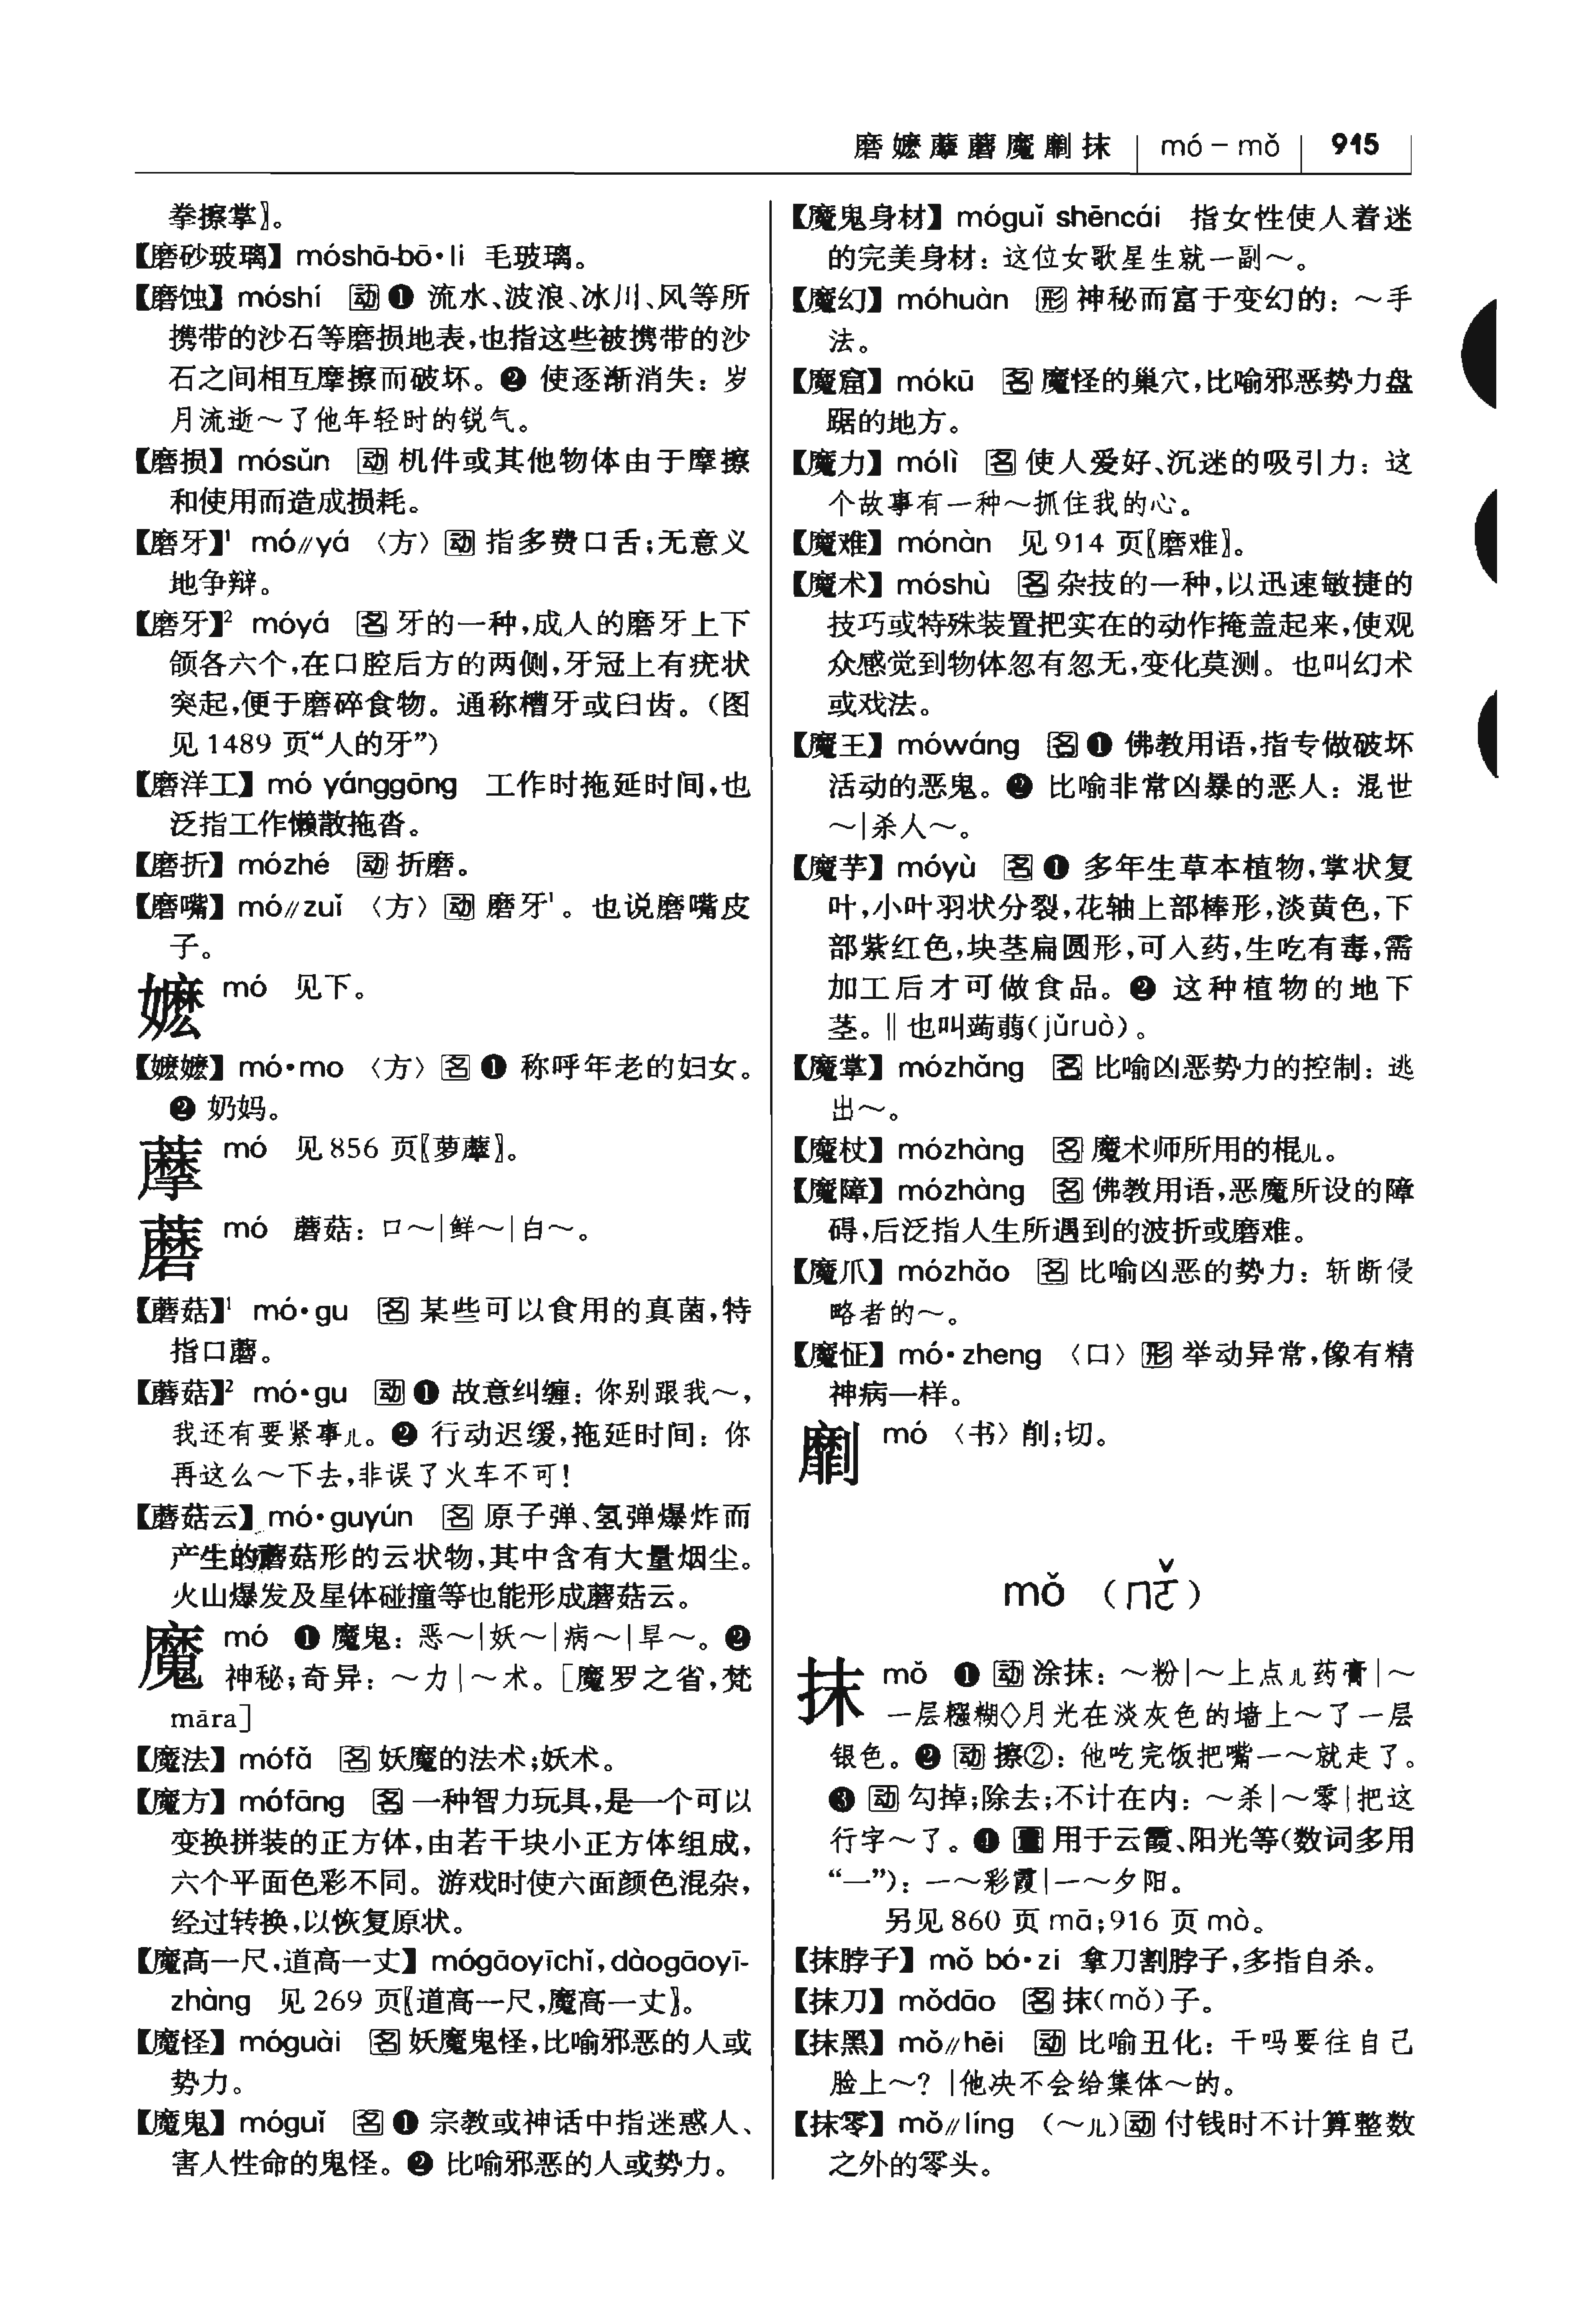 磨嬷藦蘑魔劘抹 mó－mǒ 915
拳擦掌〗。
【磨砂玻璃】 móshā-bō·li 毛玻璃。
【磨蚀】 móshí 动❶ 流水、波浪、冰川、风等所
携带的沙石等磨损地表,也指这些被携带的沙
石之间相互摩擦而破坏。❷ 使逐渐消失：岁
月流逝～了他年轻时的锐气。
【磨损】 mósǔn 动 机件或其他物体由于摩擦
和使用而造成损耗。
【磨牙】¹ mó//yá 〈方〉动 指多费口舌;无意义
地争辩。
【磨牙】² móyá 名 牙的一种,成人的磨牙上下
颌各六个,在口腔后方的两侧,牙冠上有疣状
突起,便于磨碎食物。通称槽牙或臼齿。（图
见 1489 页“人的牙”）
【磨洋工】 mó yánggōng 工作时拖延时间,也
泛指工作懒散拖沓。
【磨折】 mózhé 动 折磨。
【磨嘴】 mó//zuǐ 〈方〉动 磨牙¹。也说磨嘴皮
子。
嬷 mó 见下。
【嬷嬷】 mó·mo 〈方〉名 ❶ 称呼年老的妇女。
❷ 奶妈。
藦 mó 见 856 页〖萝藦〗。
蘑 mó 蘑菇：口～|鲜～|白～。
【蘑菇】¹ mó·gu 名 某些可以食用的真菌,特
指口蘑。
【蘑菇】² mó·gu 动❶ 故意纠缠：你别跟我～,
我还有要紧事儿。❷ 行动迟缓,拖延时间：你
再这么～下去,非误了火车不可！
【蘑菇云】 mó·guyún 名 原子弹、氢弹爆炸而
产生的蘑菇形的云状物,其中含有大量烟尘。
火山爆发及星体碰撞等也能形成蘑菇云。
魔 mó ❶ 魔鬼：恶～|妖～|病～|旱～。❷
神秘;奇异：～力|～术。[魔罗之省,梵
māra]
【魔法】 mófǎ 名 妖魔的法术;妖术。
【魔方】 mófāng 名 一种智力玩具,是一个可以
变换拼装的正方体,由若干块小正方体组成,
六个平面色彩不同。游戏时使六面颜色混杂,
经过转换,以恢复原状。
【魔高一尺,道高一丈】 mógāoyīchǐ,dàogāoyī-
zhàng 见 269 页〖道高一尺,魔高一丈〗。
【魔怪】 móguài 名 妖魔鬼怪,比喻邪恶的人或
势力。
【魔鬼】 móguǐ 名❶ 宗教或神话中指迷惑人、
害人性命的鬼怪。❷ 比喻邪恶的人或势力。
【魔鬼身材】 móguǐ shēncái 指女性使人着迷
的完美身材：这位女歌星生就一副～。
【魔幻】 móhuàn 形 神秘而富于变幻的：～手
法。
【魔窟】 mókū 名 魔怪的巢穴,比喻邪恶势力盘
踞的地方。
【魔力】 mólì 名 使人爱好、沉迷的吸引力：这
个故事有一种～抓住我的心。
【魔难】 mónàn 见 914 页〖磨难〗。
【魔术】 móshù 名 杂技的一种,以迅速敏捷的
技巧或特殊装置把实在的动作掩盖起来,使观
众感觉到物体忽有忽无,变化莫测。也叫幻术
或戏法。
【魔王】 mówáng 名❶ 佛教用语,指专做破坏
活动的恶鬼。❷ 比喻非常凶暴的恶人：混世
～|杀人～。
【魔芋】 móyù 名❶ 多年生草本植物,掌状复
叶,小叶羽状分裂,花轴上部棒形,淡黄色,下
部紫红色,块茎扁圆形,可入药,生吃有毒,需
加工后才可做食品。❷ 这种植物的地下
茎。‖也叫蒟蒻(jǔruò)。
【魔掌】 mózhǎng 名 比喻凶恶势力的控制：逃
出～。
【魔杖】 mózhàng 名 魔术师所用的棍儿。
【魔障】 mózhàng 名 佛教用语,恶魔所设的障
碍,后泛指人生所遇到的波折或磨难。
【魔爪】 mózhǎo 名 比喻凶恶的势力：斩断侵
略者的～。
【魔怔】 mó·zheng 〈口〉形 举动异常,像有精
神病一样。
劘 mó 〈书〉削;切。
mǒ （ㄇㄛˇ）
抹 mǒ ❶ 动 涂抹：～粉|～上点儿药膏|～
一层糨糊◇月光在淡灰色的墙上～了一层
银色。❷ 动 擦②：他吃完饭把嘴一～就走了。
❸ 动 勾掉;除去;不计在内：～杀|～零|把这
行字～了。❹ 量 用于云霞、阳光等(数词多用
“一”)：一～彩霞|一～夕阳。
另见 860 页 mā;916 页 mò。
【抹脖子】 mǒ bó·zi 拿刀割脖子,多指自杀。
【抹刀】 mǒdāo 名 抹(mǒ)子。
【抹黑】 mǒ//hēi 动 比喻丑化：干吗要往自己
脸上～？|他决不会给集体～的。
【抹零】 mǒ//líng （～儿）动 付钱时不计算整数
之外的零头。